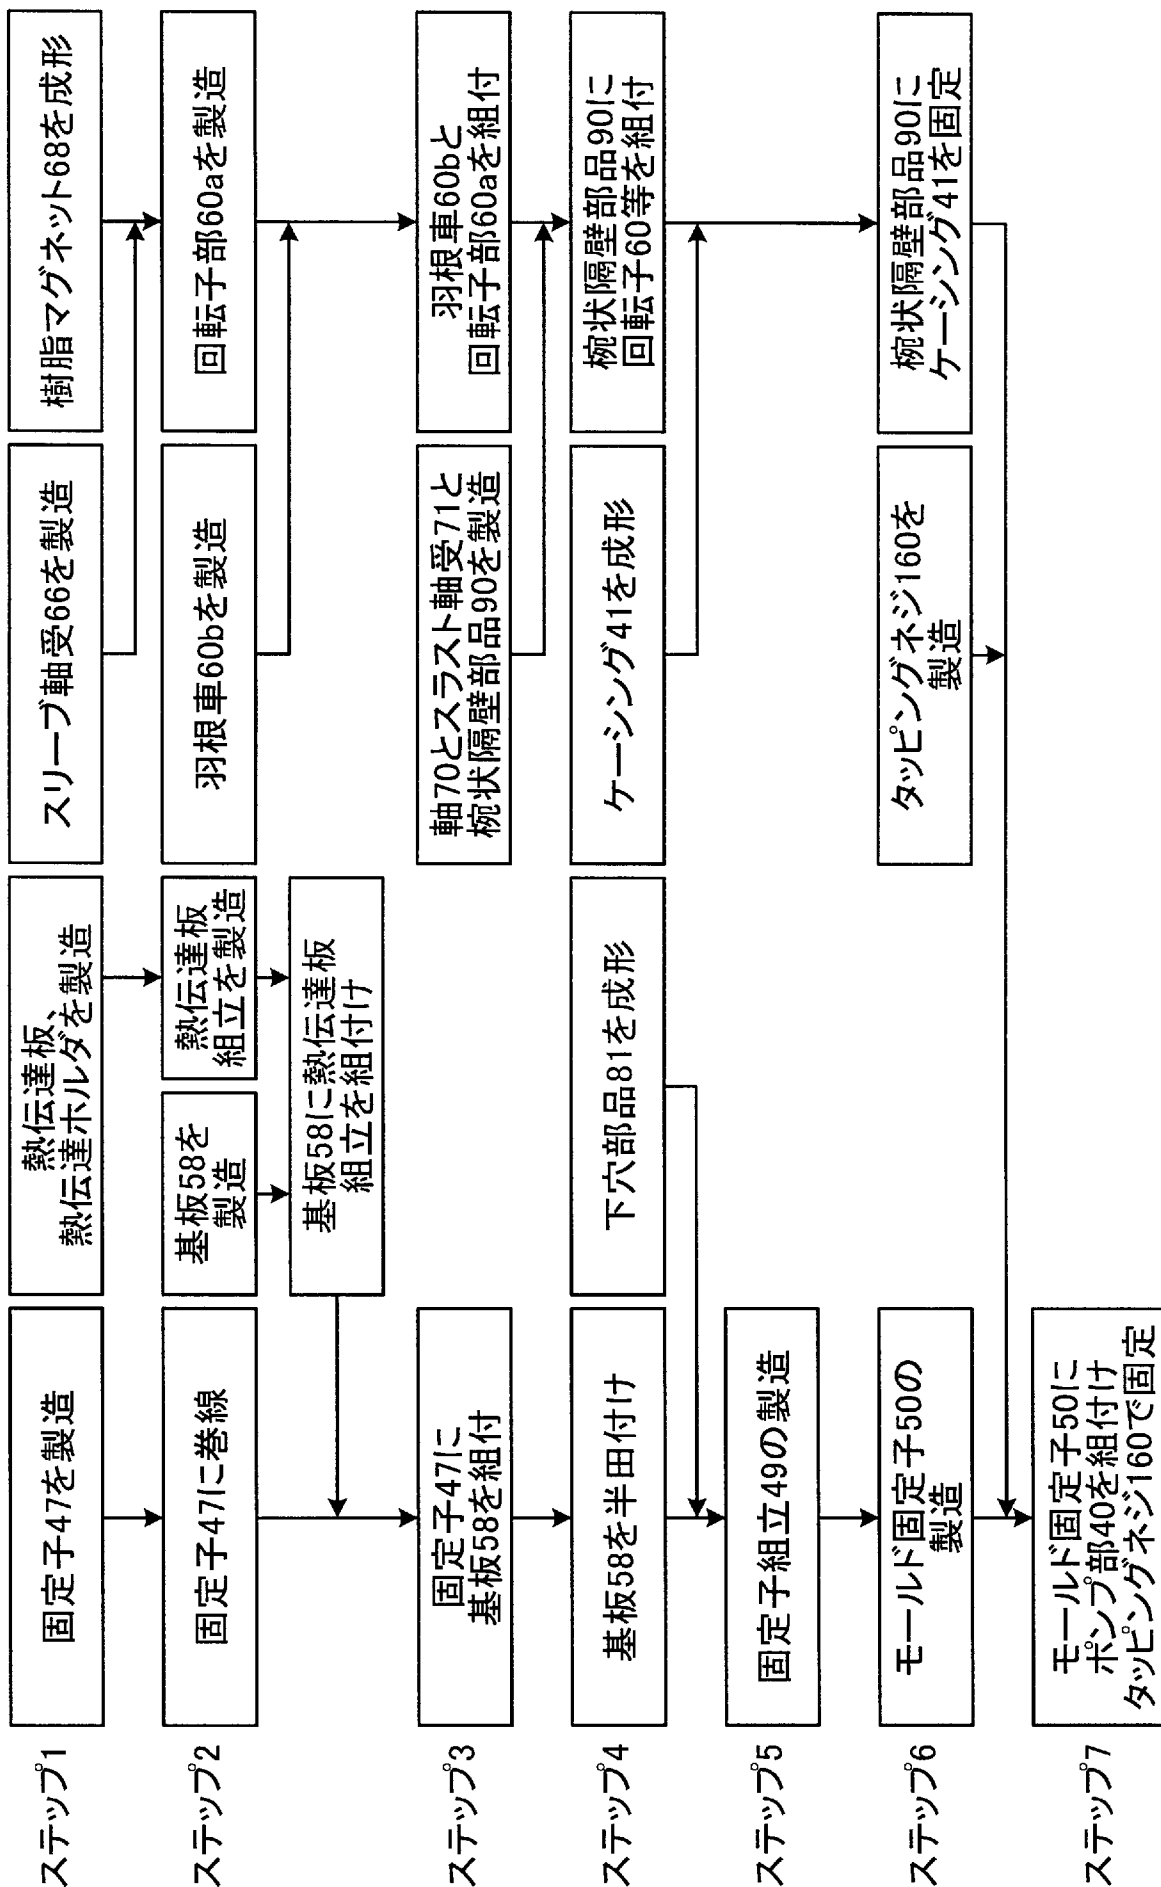 ステップ1
固定子47を製造
熱伝達板、
熱伝達ホルダを製造
スリーブ軸受66を製造
樹脂マグネット68を成形
ステップ2
固定子47に巻線
基板58を
製造
熱伝達板
組立を製造
羽根車60bを製造
回転子部60aを製造
基板58に熱伝達板
組立を組付け
ステップ3
固定子47に
基板58を組付
軸70とスラスト軸受71と
椀状隔壁部品90を製造
羽根車60bと
回転子部60aを組付
ステップ4
基板58を半田付け
下穴部品81を成形
ケーシング41を成形
椀状隔壁部品90に
回転子60等を組付
ステップ5
固定子組立49の製造
ステップ6
モールド固定子50の
製造
タッピングネジ160を
製造
椀状隔壁部品90に
ケーシング41を固定
ステップ7
モールド固定子50に
ポンプ部40を組付け
タッピングネジ160で固定